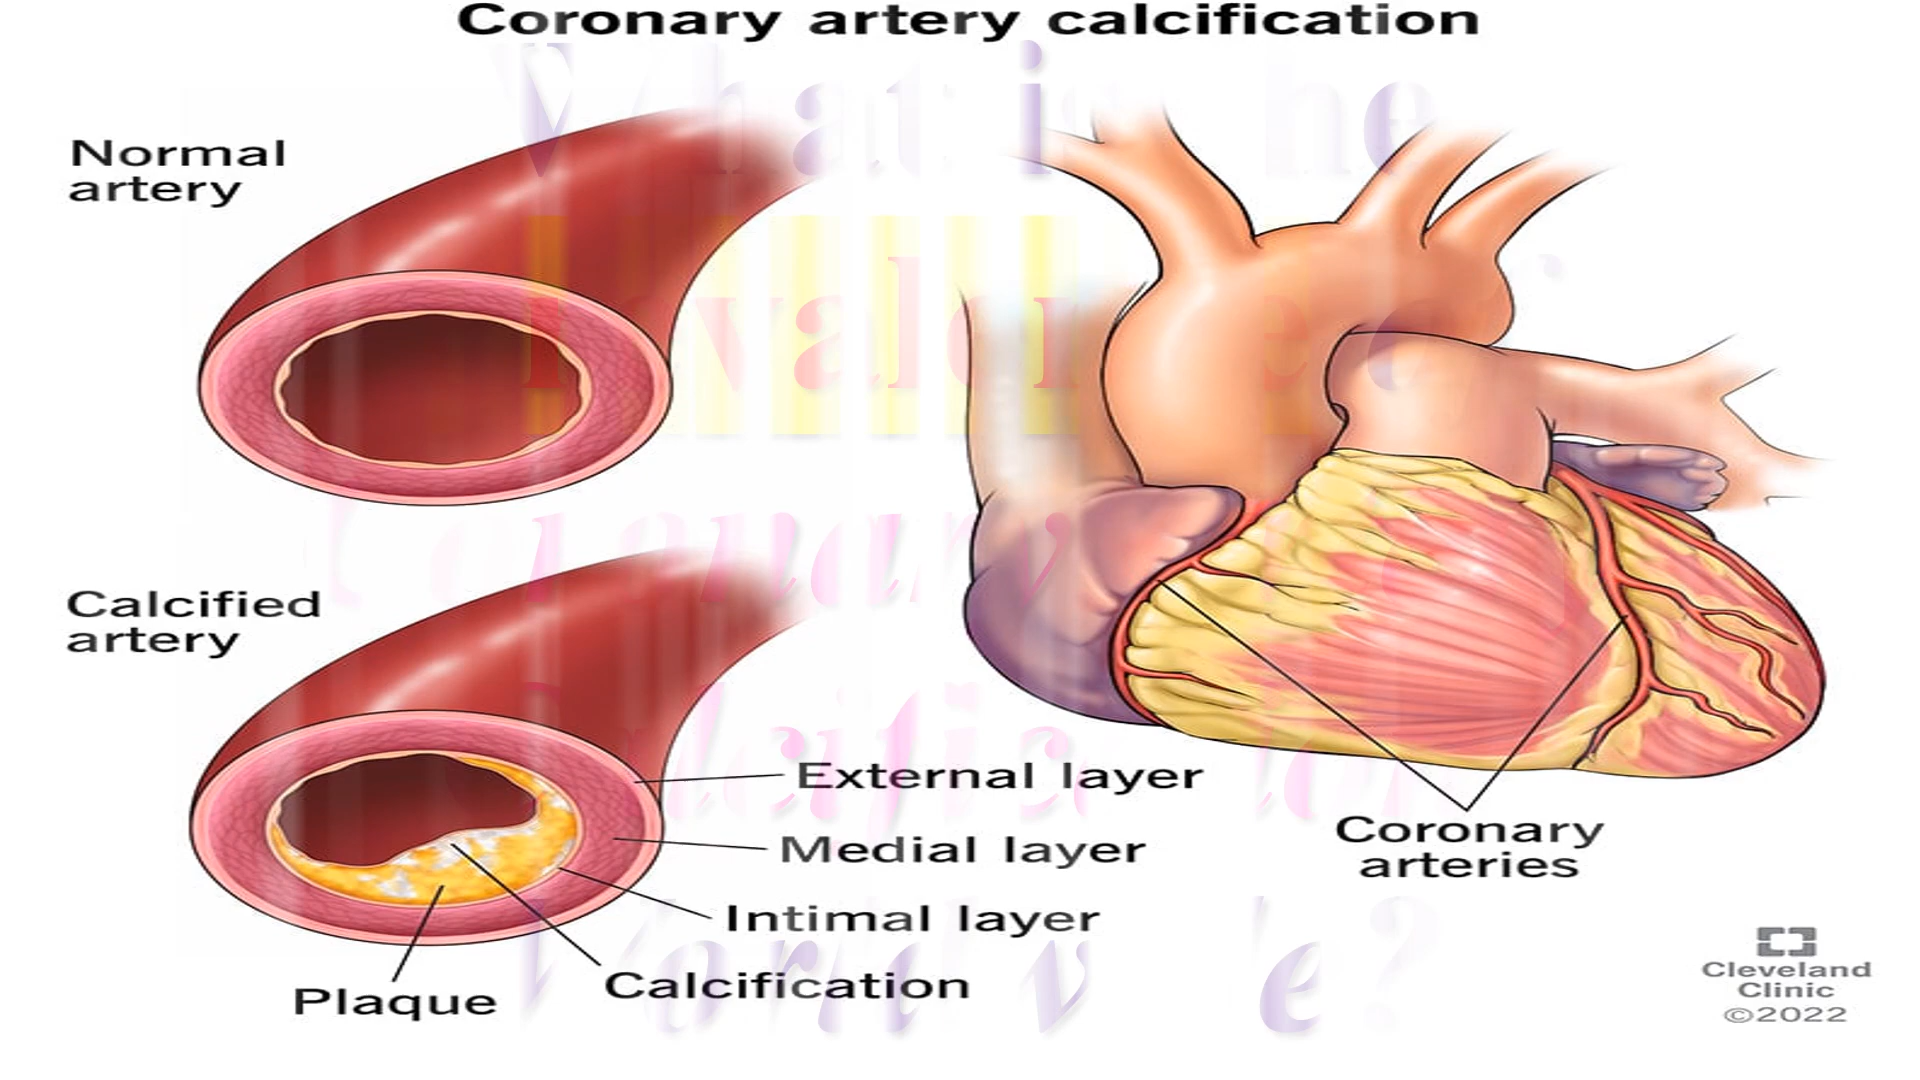 Coronary artery calcification
Normal
artery
Calcified
artery
External layer
Medial layer
Intimal layer
Calcification
Plaque
Coronary
arteries
Cleveland
Clinic
©2022